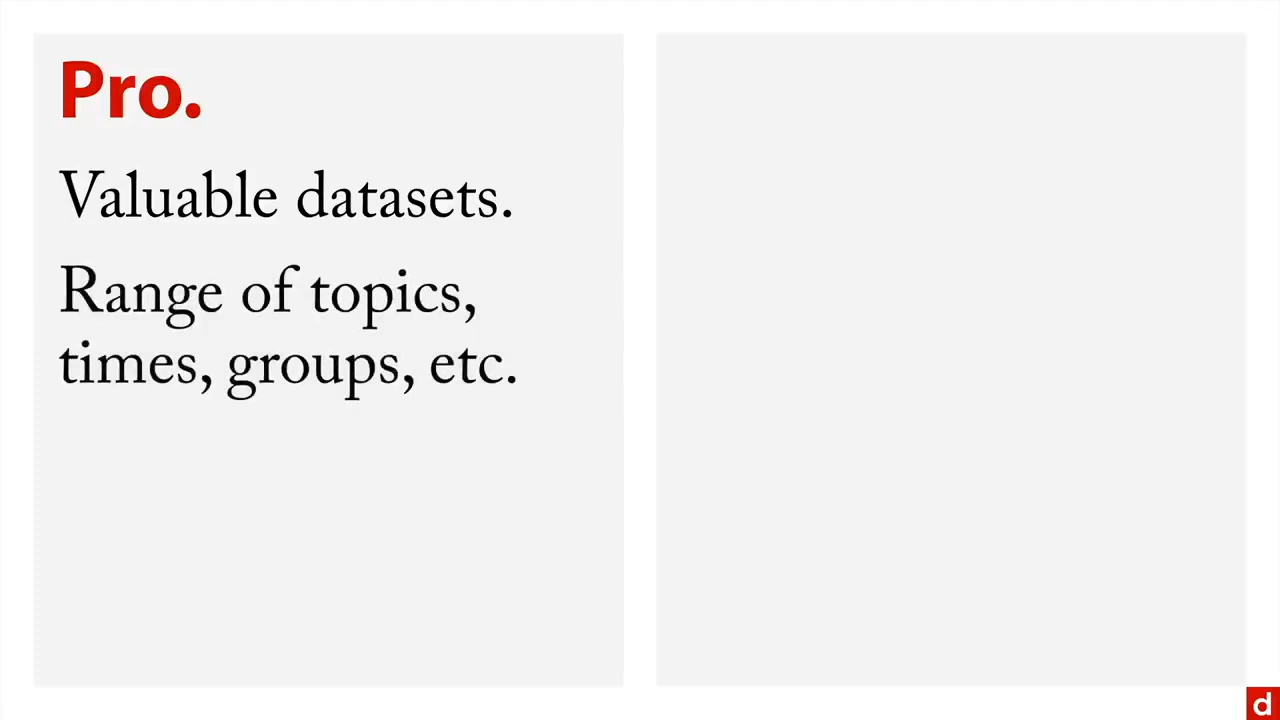 Pro.
Valuable datasets.
Range of topics,
times, groups, etc.
d